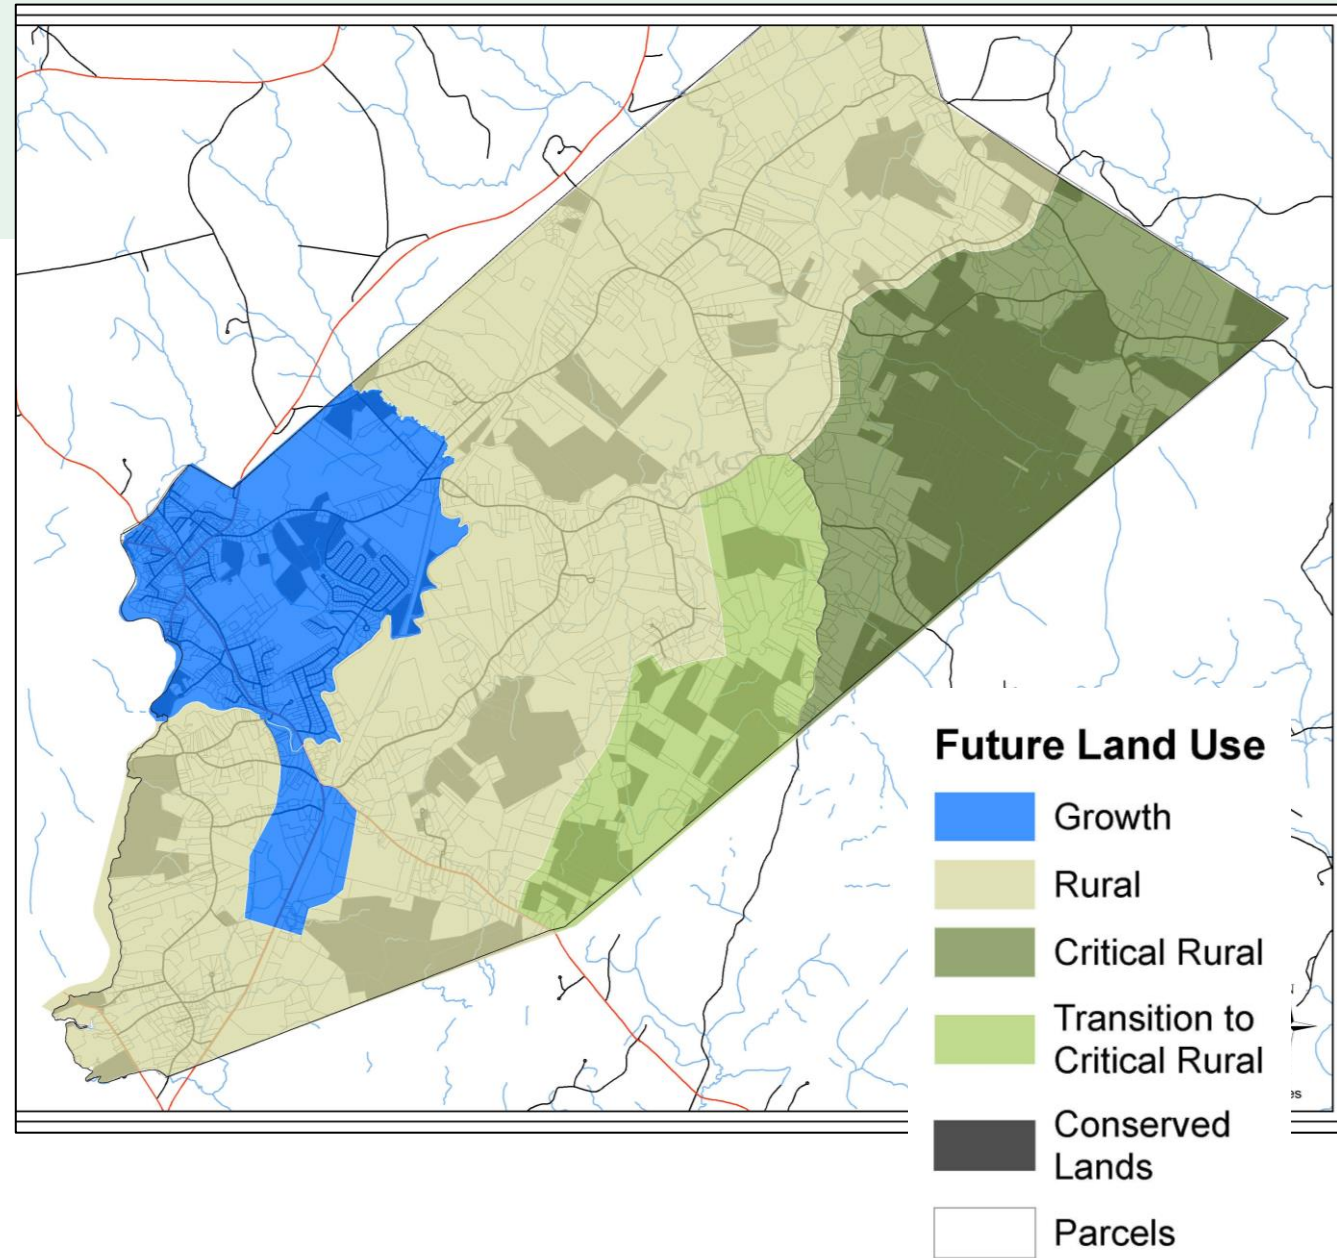 Future Land Use
Growth
Rural
Critical Rural
Transition to
Critical Rural
Conserved
Lands
Parcels